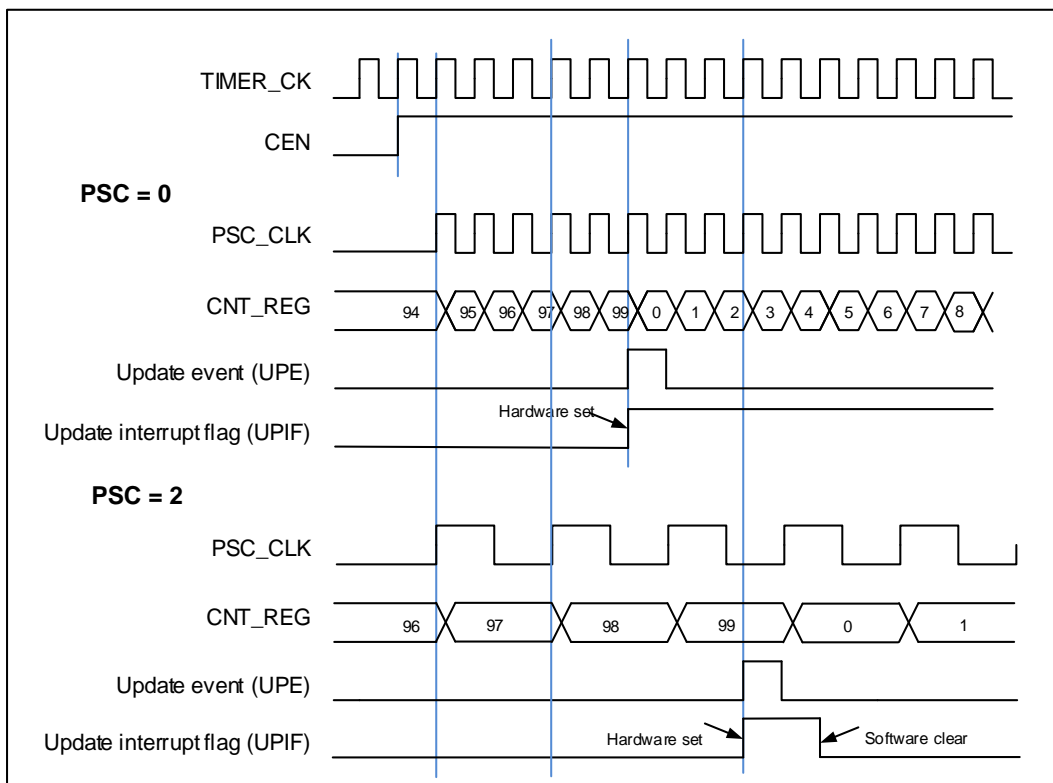 TIMER_CK
CEN
PSC = 0
PSC_CLK
CNT_REG 94 95 96 97 98 99 0 1 2 3 4 5 6 7 8
Update event (UPE)
Hardware set
Update interrupt flag (UPIF)
PSC = 2
PSC_CLK
CNT_REG 96 97 98 99 0 1
Update event (UPE)
Update interrupt flag (UPIF) Hardware set Software clear